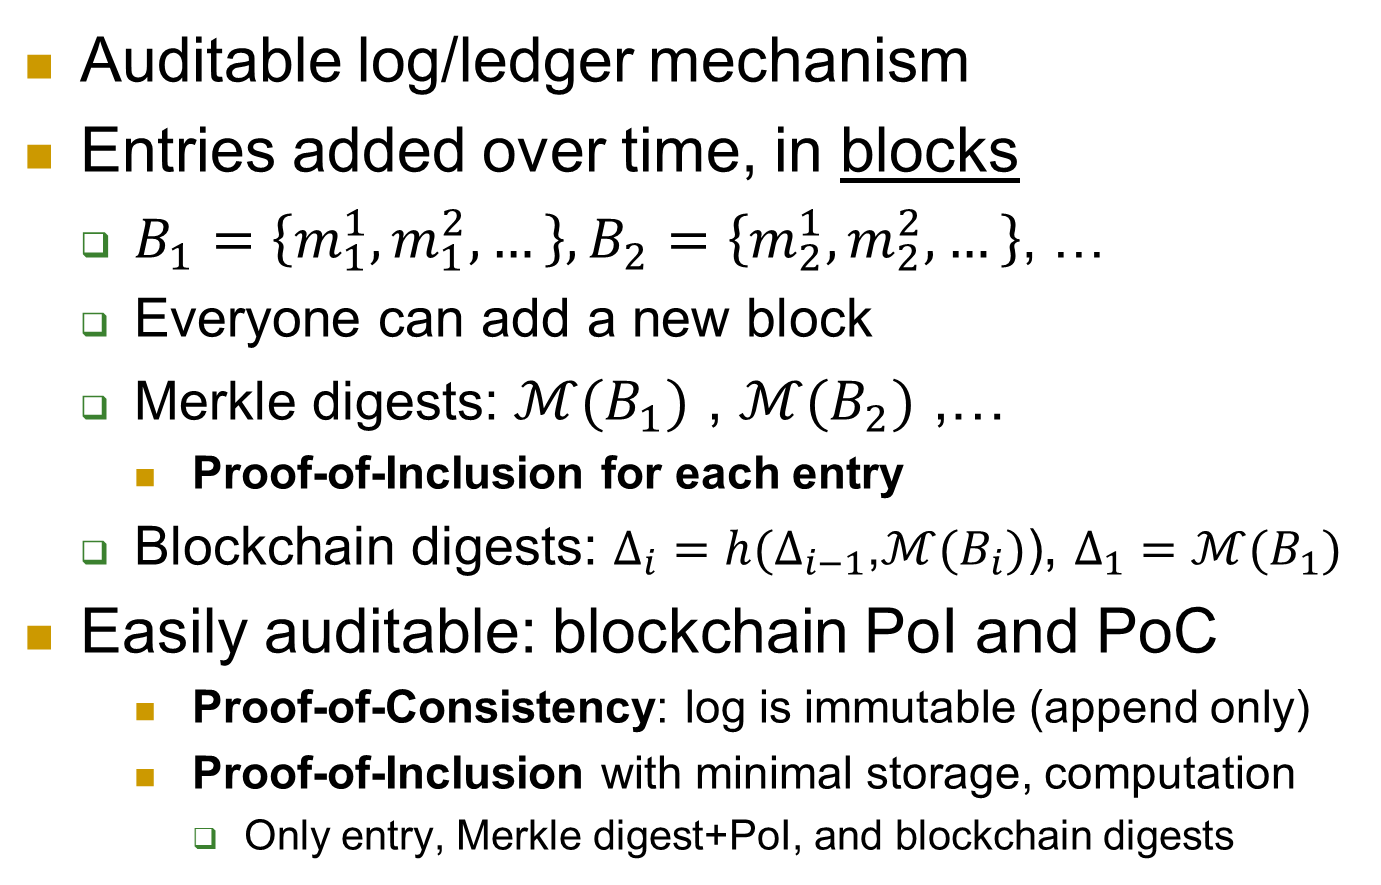 Auditable log/ledger mechanism
Entries added over time, in blocks
B₁ = {m₁¹, m₁², … }, B₂ = {m₂¹, m₂², … }, …
Everyone can add a new block
Merkle digests: ℳ(B₁) , ℳ(B₂) ,…
Proof-of-Inclusion for each entry
Blockchain digests: Δᵢ = h(Δᵢ₋₁,ℳ(Bᵢ)), Δ₁ = ℳ(B₁)
Easily auditable: blockchain PoI and PoC
Proof-of-Consistency: log is immutable (append only)
Proof-of-Inclusion with minimal storage, computation
Only entry, Merkle digest+PoI, and blockchain digests